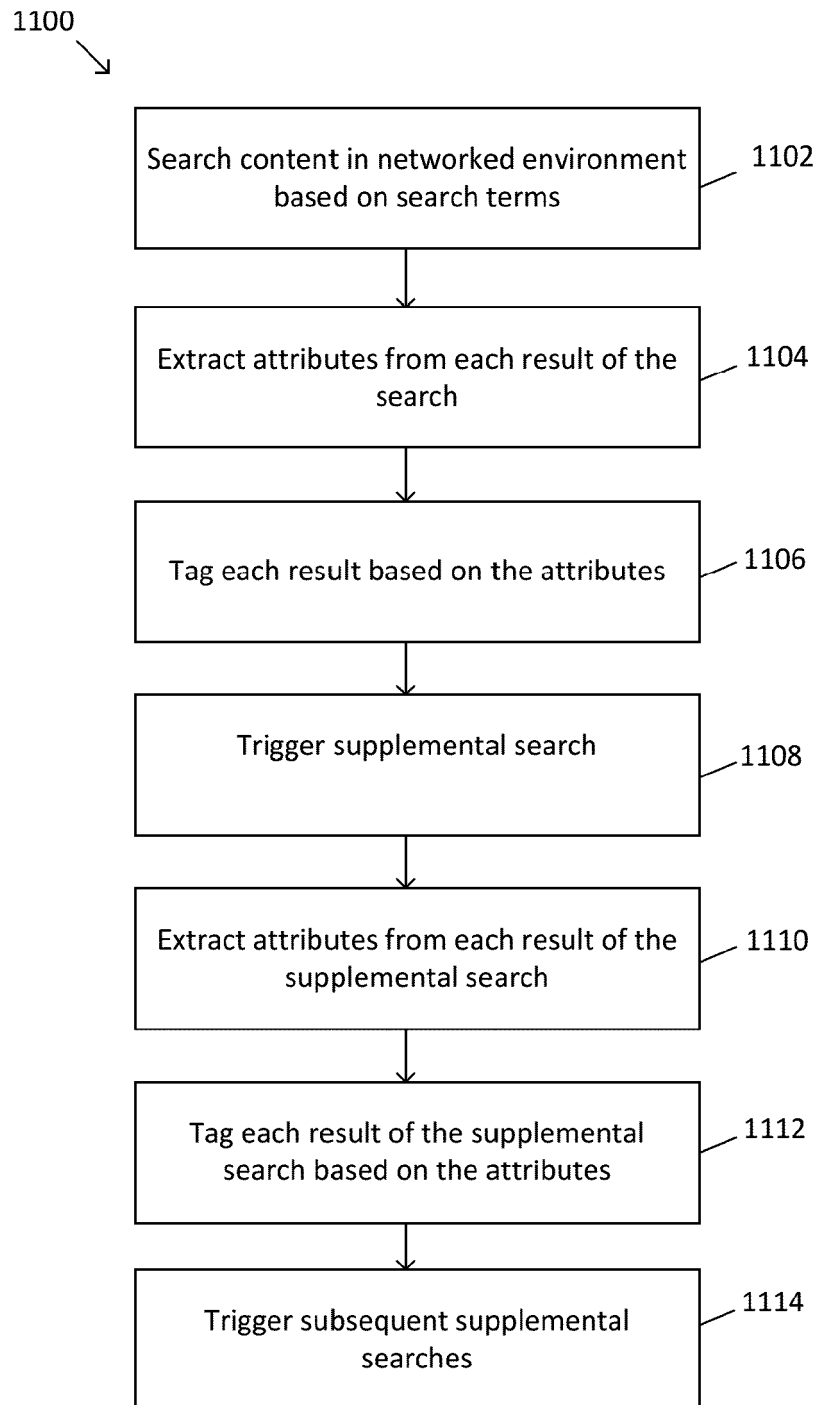 1100
Search content in networked environment
based on search terms
1102
Extract attributes from each result of the
search
1104
Tag each result based on the attributes
1106
Trigger supplemental search
1108
Extract attributes from each result of the
supplemental search
1110
Tag each result of the supplemental
search based on the attributes
1112
Trigger subsequent supplemental
searches
1114